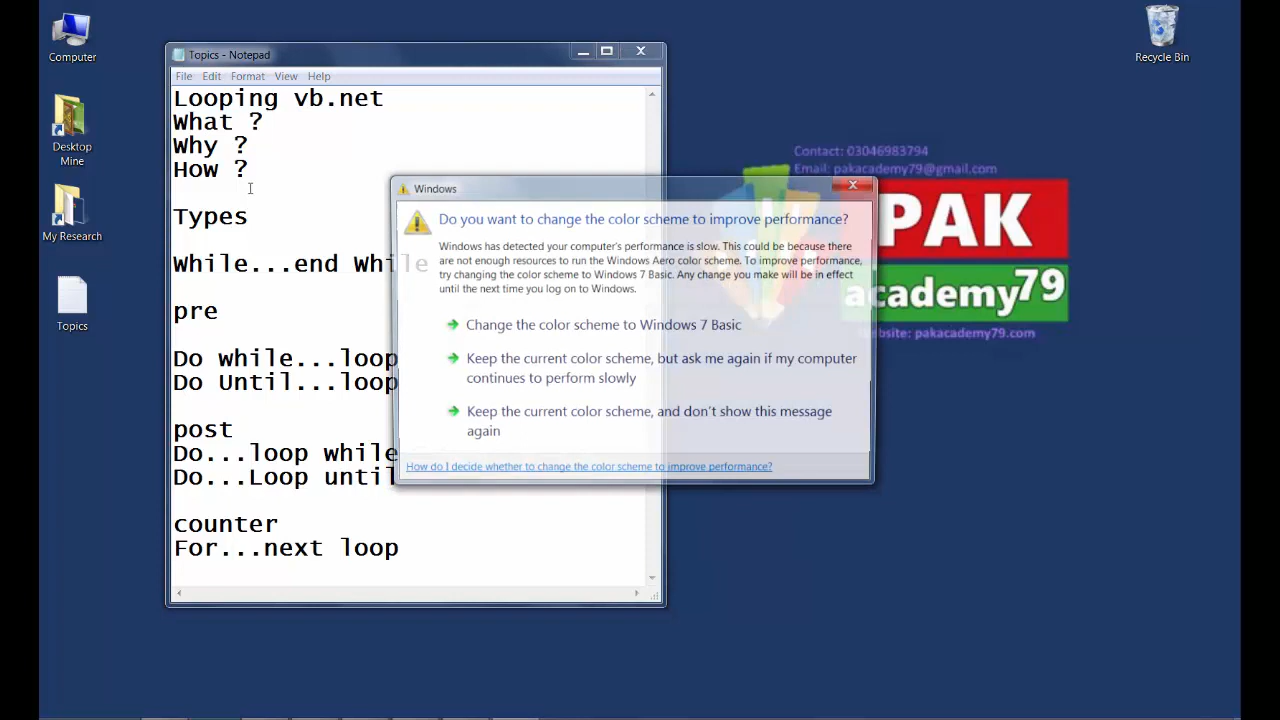 Computer
Desktop
Mine
My Research
Topics
Topics - Notepad
File Edit Format View Help
Looping vb.net
What ?
Why ?
How ?
Types
While...end While
pre
Do while...loop
Do Until...loop
post
Do...loop while
Do...Loop until
counter
For...next loop
Windows
Do you want to change the color scheme to improve performance?
Windows has detected your computer's performance is slow. This could be because there
are not enough resources to run the Windows Aero color scheme. To improve performance,
try changing the color scheme to Windows 7 Basic. Any change you make will be in effect
until the next time you log on to Windows.
Change the color scheme to Windows 7 Basic
Keep the current color scheme, but ask me again if my computer
continues to perform slowly
Keep the current color scheme, and don't show this message
again
How do I decide whether to change the color scheme to improve performance?
Contact: 03046983794
Email: pakacademy79@gmail.com
PAK
academy79
Website: pakacademy79.com
Recycle Bin